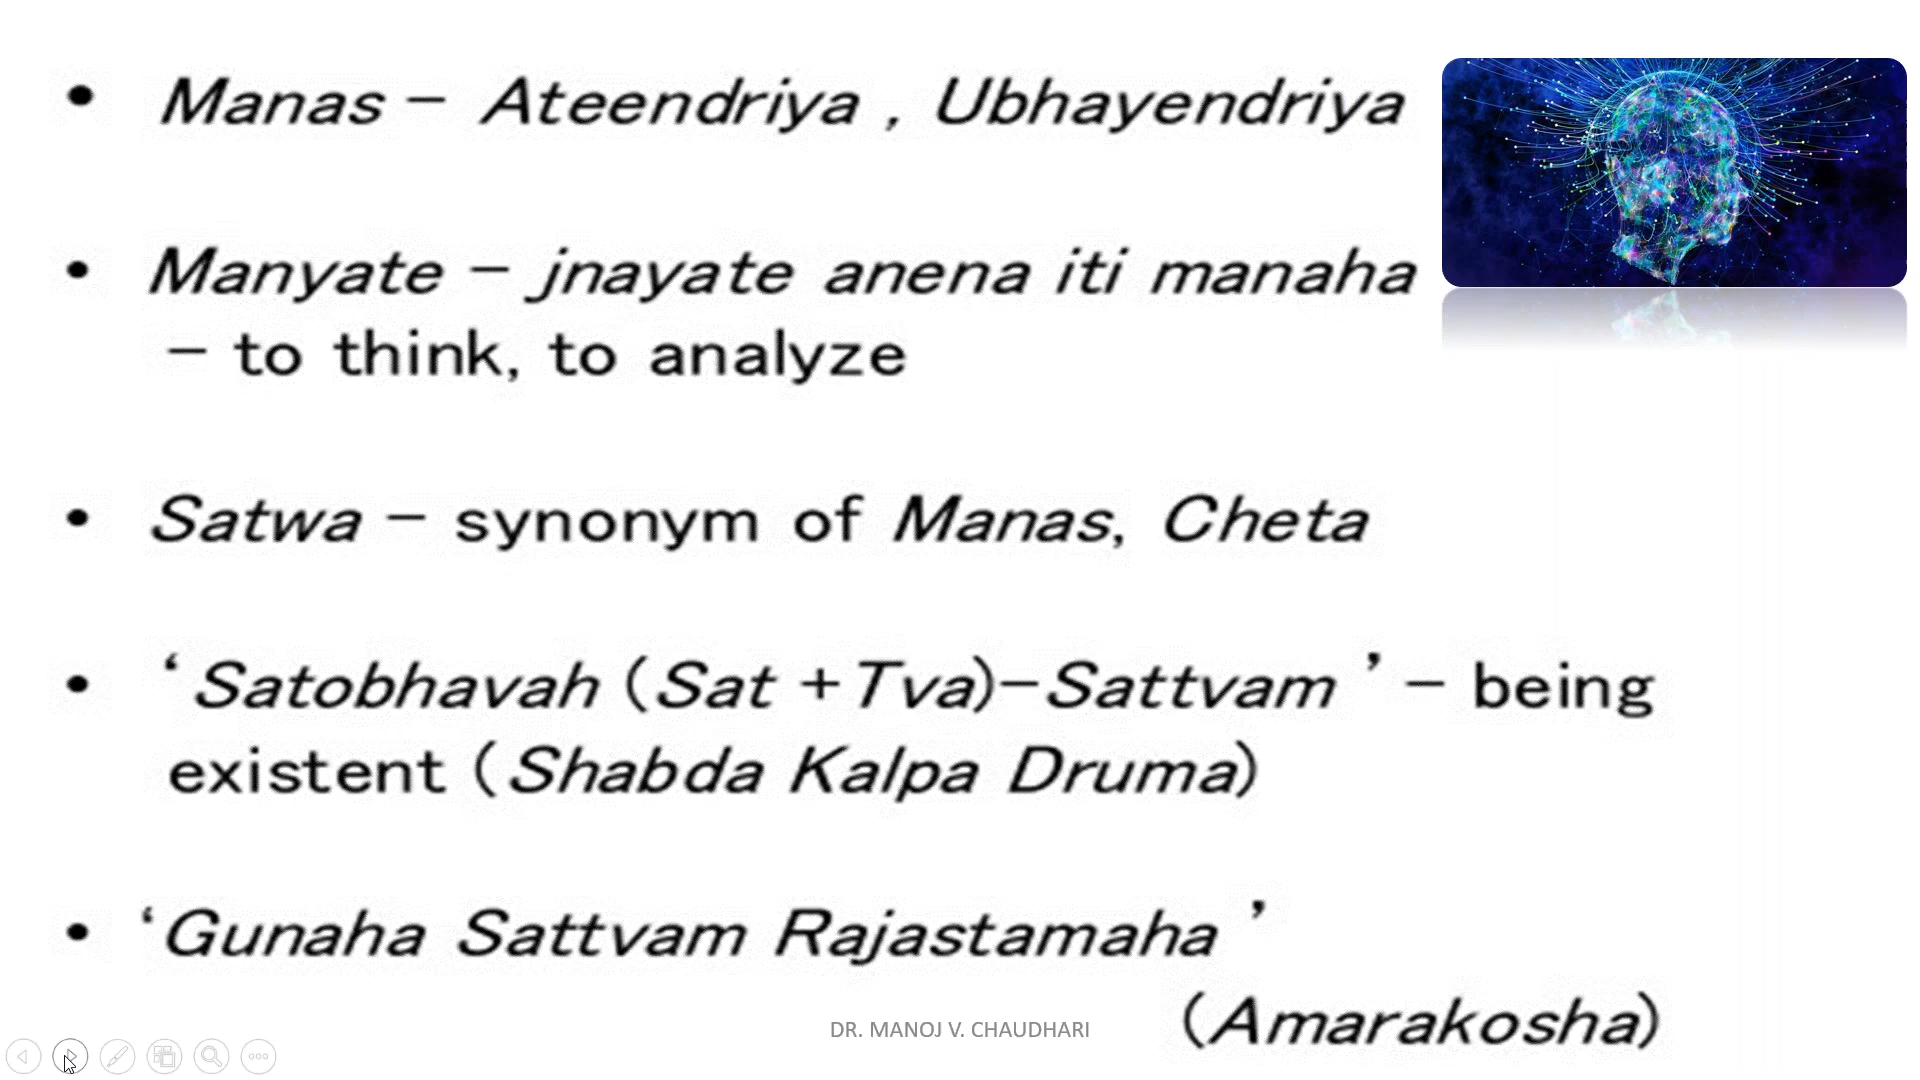 • Manas – Ateendriya , Ubhayendriya
• Manyate – jnayate anena iti manaha
– to think, to analyze
• Satwa – synonym of Manas, Cheta
• ‘Satobhavah (Sat +Tva)–Sattvam ’ – being
existent (Shabda Kalpa Druma)
• ‘Gunaha Sattvam Rajastamaha ’
(Amarakosha)
DR. MANOJ V. CHAUDHARI